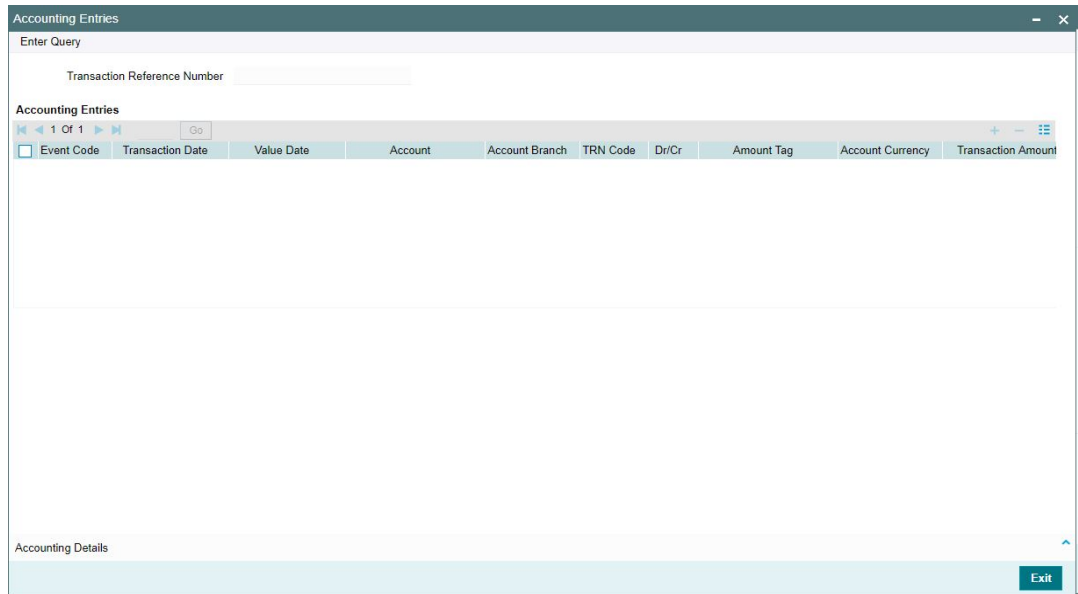 Accounting Entries
Enter Query
Transaction Reference Number
Accounting Entries
1 Of 1 Go
Event Code Transaction Date Value Date Account Account Branch TRN Code Dr/Cr Amount Tag Account Currency Transaction Amount
Accounting Details
Exit